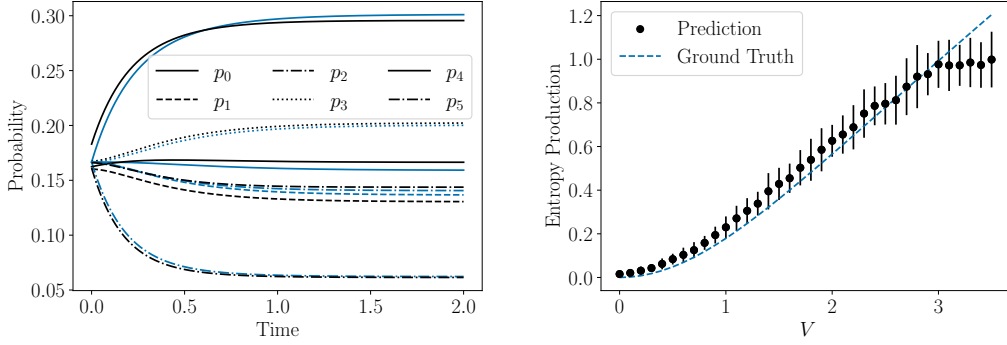 0.30
0.25
0.20
0.15
0.10
0.05
Probability
p₀ p₂ p₄
p₁ p₃ p₅
0.0 0.5 1.0 1.5 2.0
Time
1.2
1.0
0.8
0.6
0.4
0.2
0.0
Entropy Production
Prediction
Ground Truth
0 1 2 3
V